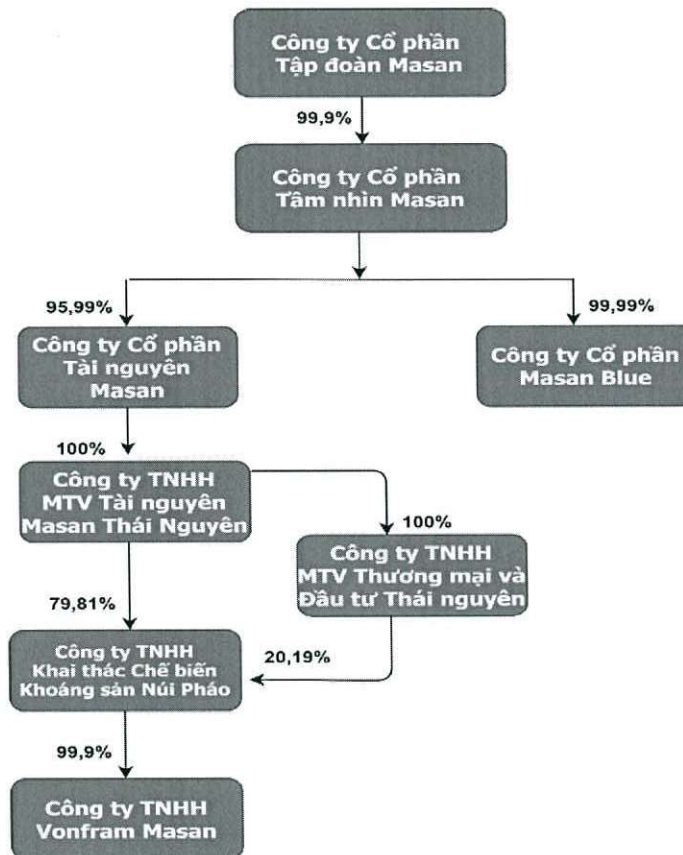 Công ty Cổ phần
Tập đoàn Masan
99,9%
Công ty Cổ phần
Tầm nhìn Masan
95,99%
99,99%
Công ty Cổ phần
Tài nguyên
Masan
Công ty Cổ phần
Masan Blue
100%
Công ty TNHH
MTV Tài nguyên
Masan Thái Nguyên
100%
Công ty TNHH
MTV Thương mại và
Đầu tư Thái nguyên
79,81%
20,19%
Công ty TNHH
Khai thác Chế biến
Khoáng sản Núi Pháo
99,9%
Công ty TNHH
Vonfram Masan